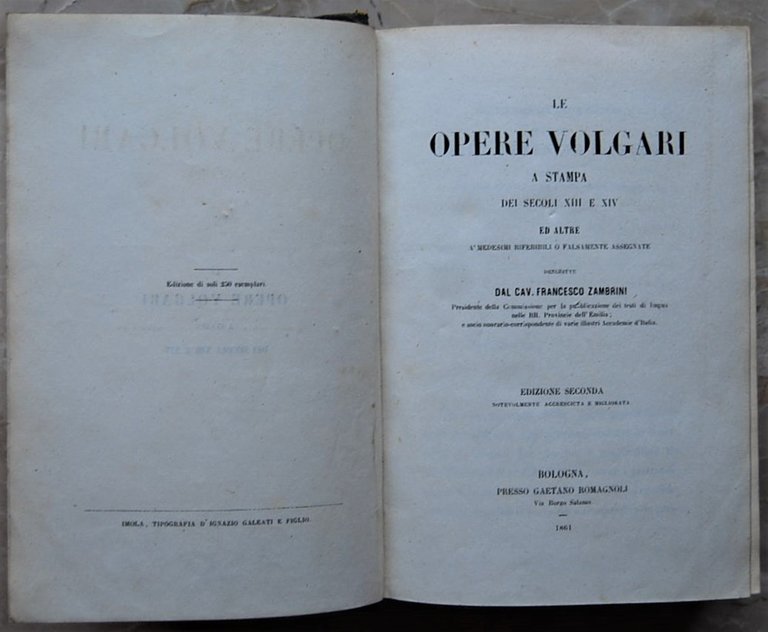 Edizione di soli 250 esemplari.
IMOLA, TIPOGRAFIA D'IGNAZIO GALEATI E FIGLIO.
LE
OPERE VOLGARI
A STAMPA
DEI SECOLI XIII E XIV
ED ALTRE
A' MEDESIMI RIFERIBILI O FALSAMENTE ASSEGNATE
DESCRITTE
DAL CAV. FRANCESCO ZAMBRINI
Presidente della Commissione per la pubblicazione dei testi di lingua
nelle RR. Provincie dell'Emilia;
e socio onorario-corrispondente di varie illustri Accademie d'Italia.
EDIZIONE SECONDA
NOTEVOLMENTE ACCRESCIUTA E MIGLIORATA
BOLOGNA,
PRESSO GAETANO ROMAGNOLI
Via Borgo Salamo
1861